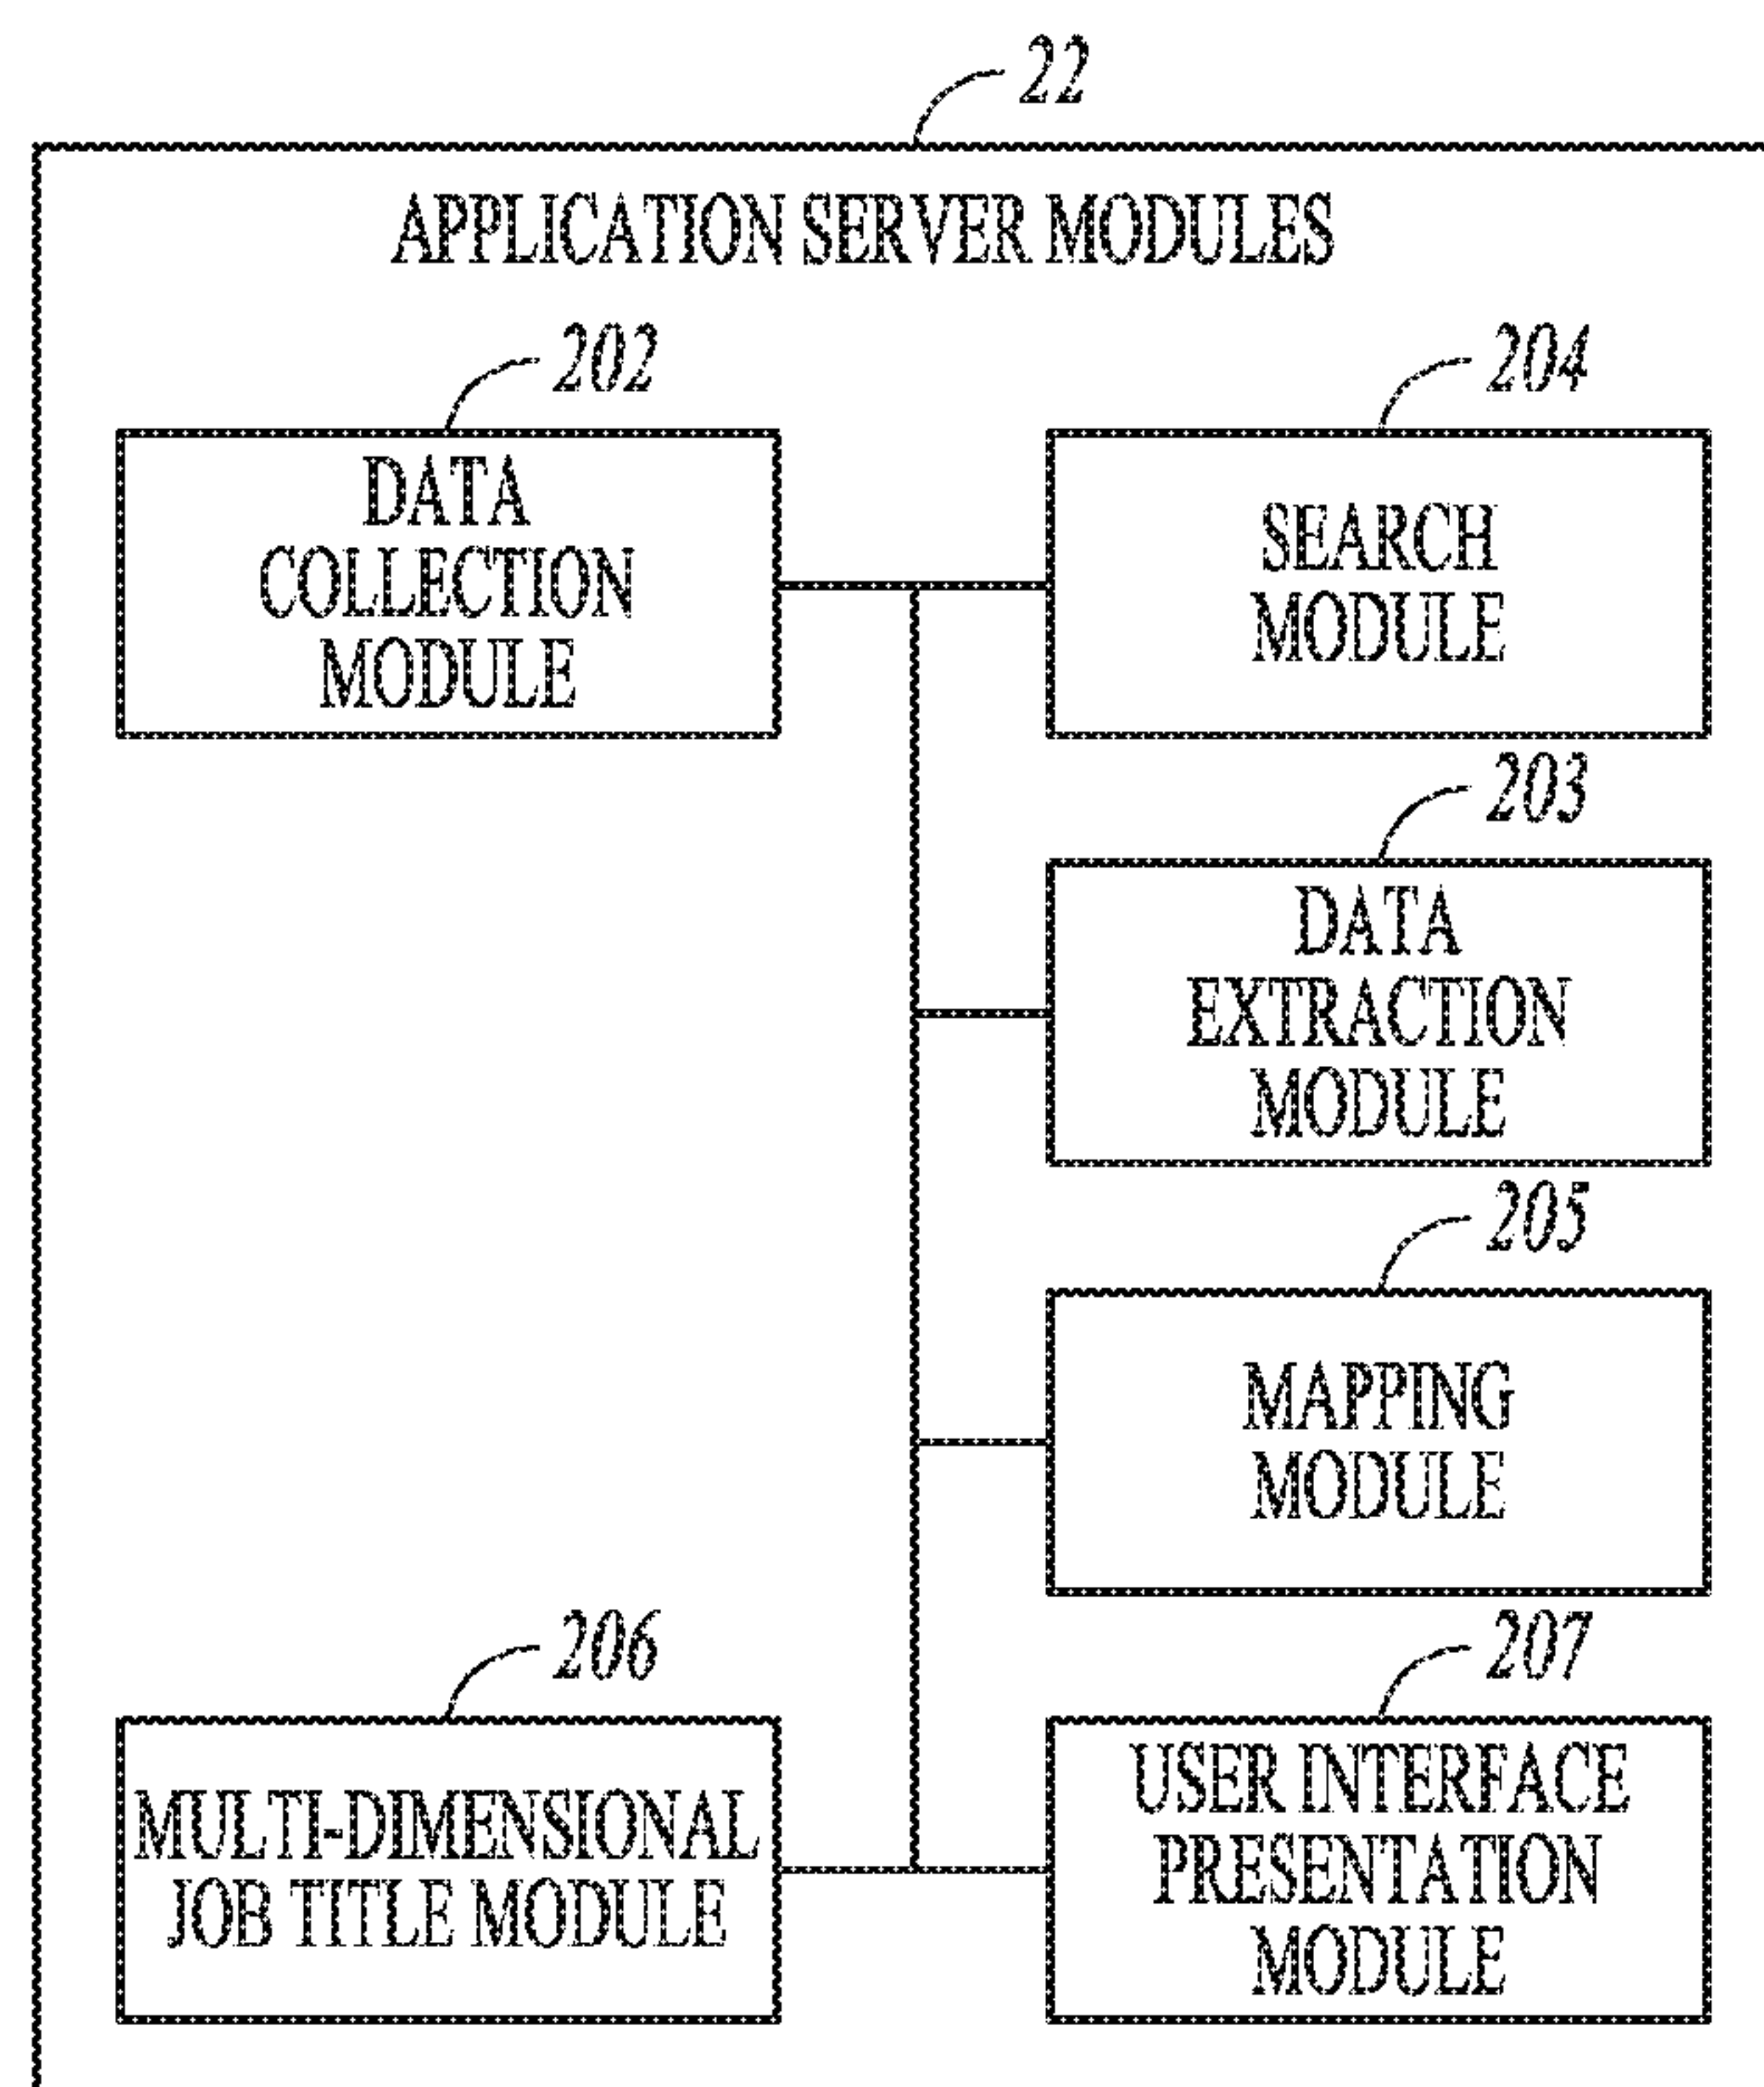 22
APPLICATION SERVER MODULES
202
DATA
COLLECTION
MODULE
204
SEARCH
MODULE
203
DATA
EXTRACTION
MODULE
205
MAPPING
MODULE
206
MULTI-DIMENSIONAL
JOB TITLE MODULE
207
USER INTERFACE
PRESENTATION
MODULE